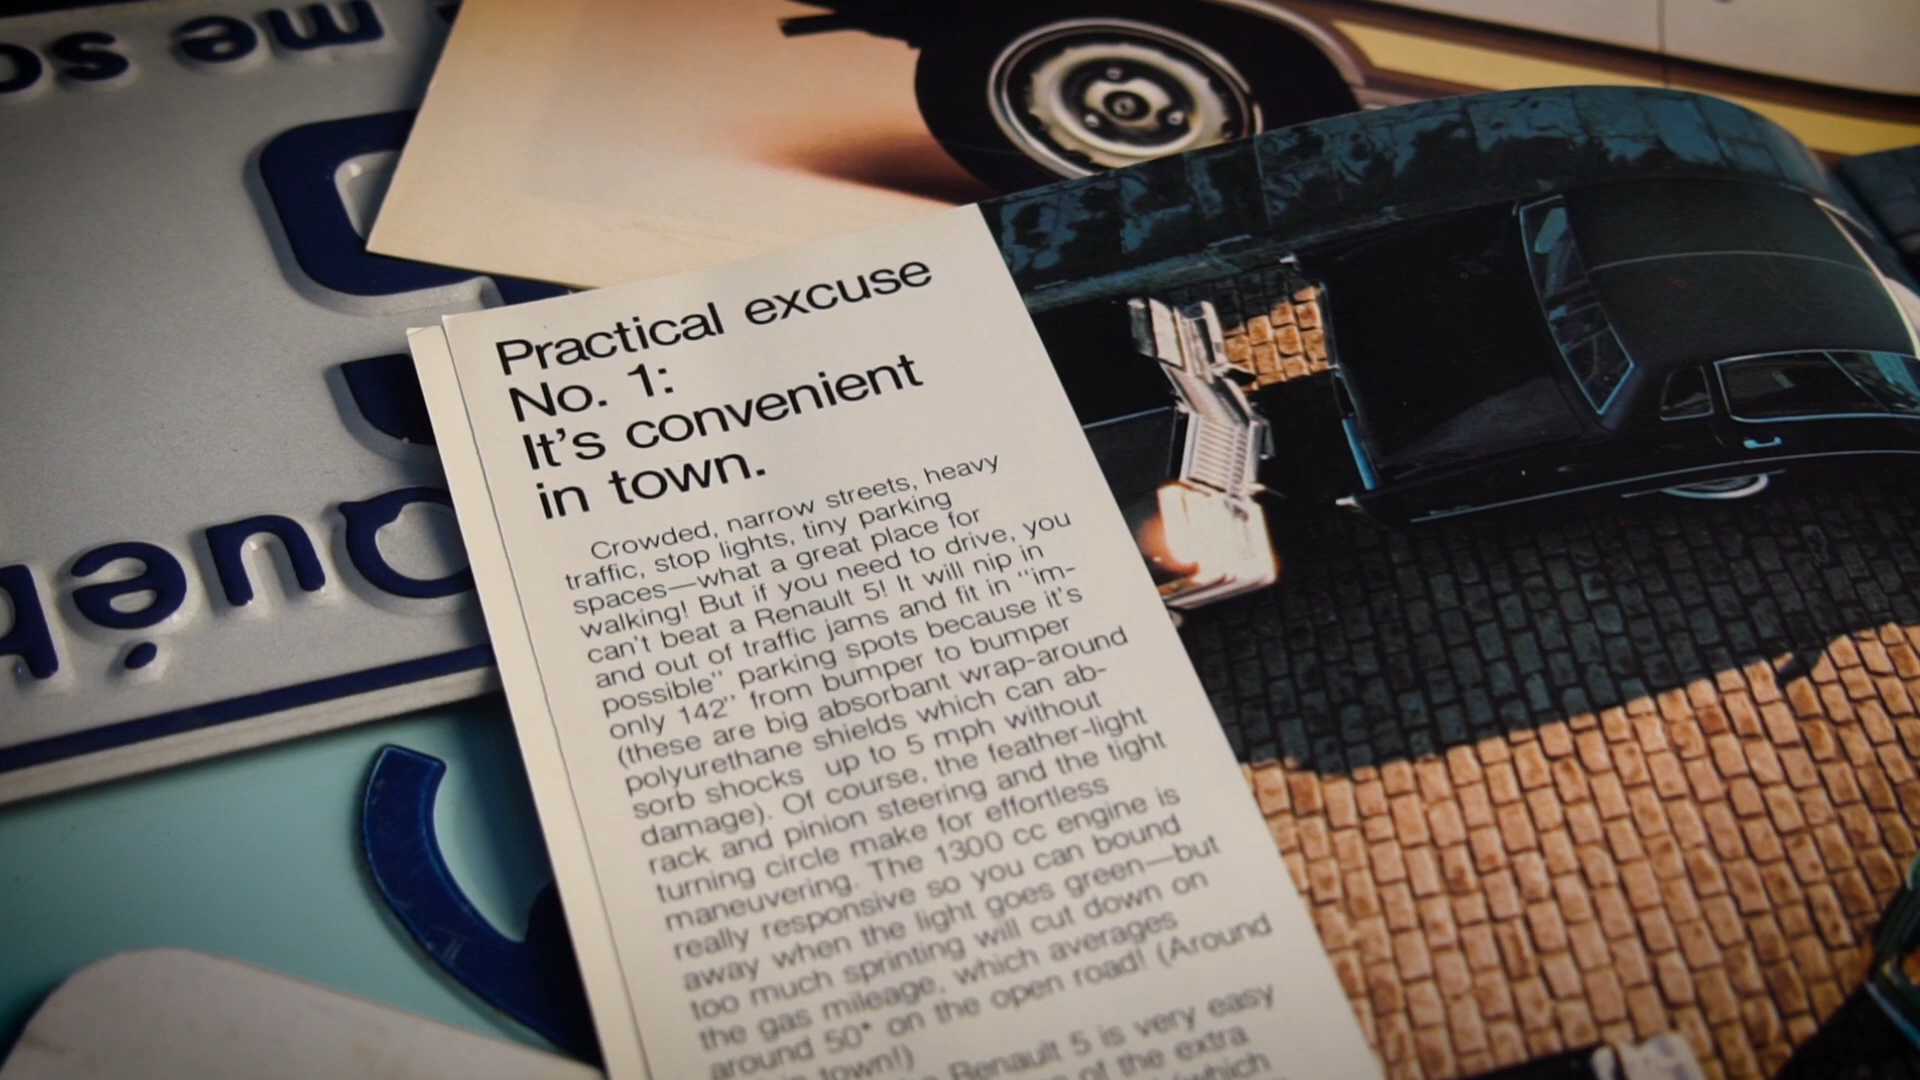 me so
Qué
Practical excuse
No. 1:
It's convenient
in town.
Crowded, narrow streets, heavy
traffic, stop lights, tiny parking
spaces—what a great place for
walking! But if you need to drive, you
can't beat a Renault 5! It will nip in
and out of traffic jams and fit in "im-
possible" parking spots because it's
only 142" from bumper to bumper
(these are big absorbant wrap-around
polyurethane shields which can ab-
sorb shocks up to 5 mph without
damage). Of course, the feather-light
rack and pinion steering and the tight
turning circle make for effortless
maneuvering. The 1300 cc engine is
really responsive so you can bound
away when the light goes green—but
too much sprinting will cut down on
the gas mileage, which averages
around 50* on the open road! (Around
town!)
Renault 5 is very easy
of the extra
(which